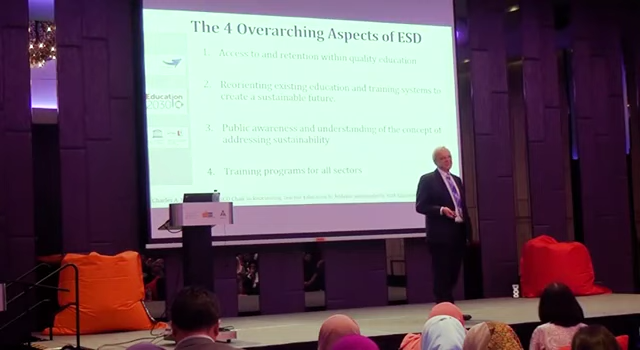 The 4 Overarching Aspects of ESD
1. Access to and retention within quality education
2. Reorienting existing education and training systems to
create a sustainable future.
3. Public awareness and understanding of the concept of
addressing sustainability
4. Training programs for all sectors
Education